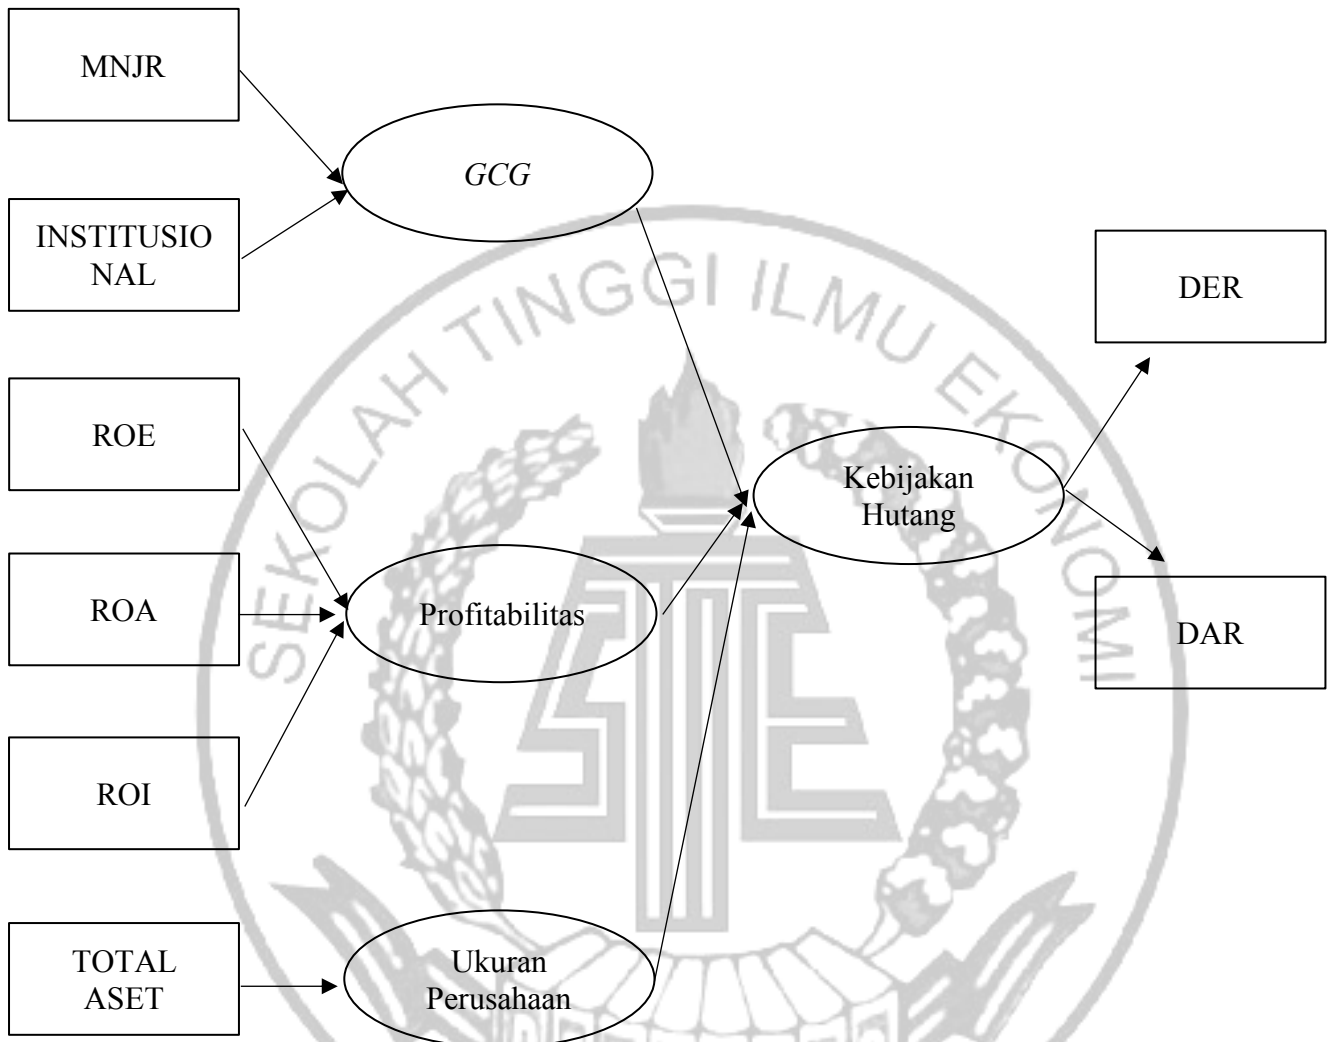 MNJR
GCG
INSTITUSIO
NAL
DER
ROE
Kebijakan
Hutang
ROA
Profitabilitas
DAR
ROI
TOTAL
ASET
Ukuran
Perusahaan
SEKOLAH TINGGI ILMU EKONOMI